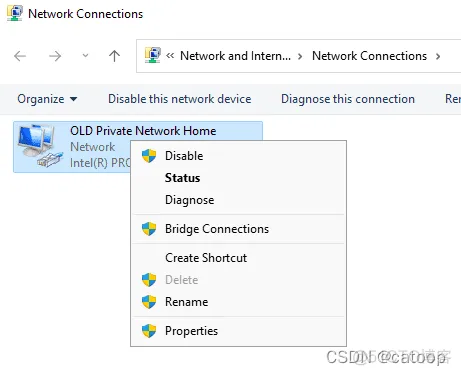 Network Connections
« Network and Intern... › Network Connections ›
Organize Disable this network device Diagnose this connection Rer
OLD Private Network Home
Network
Intel(R) PRO
Disable
Status
Diagnose
Bridge Connections
Create Shortcut
Delete
Rename
Properties
CSDN @catoop